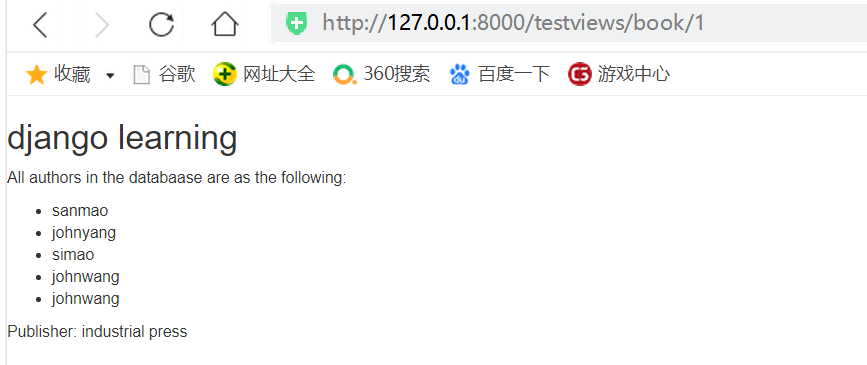 http://127.0.0.1:8000/testviews/book/1
收藏 谷歌 网址大全 360搜索 百度一下 游戏中心
django learning
All authors in the databaase are as the following:
sanmao
johnyang
simao
johnwang
johnwang
Publisher: industrial press